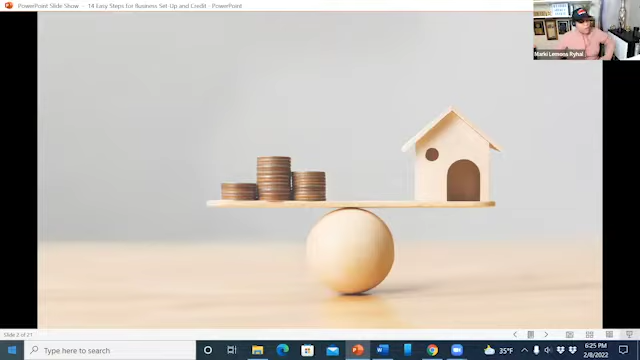 PowerPoint Slide Show - 14 Easy Steps for Business Set-Up and Credit - PowerPoint
Marki Lemons Ryhal
Slide 2 of 21
Type here to search
35°F
6:25 PM
2/8/2022